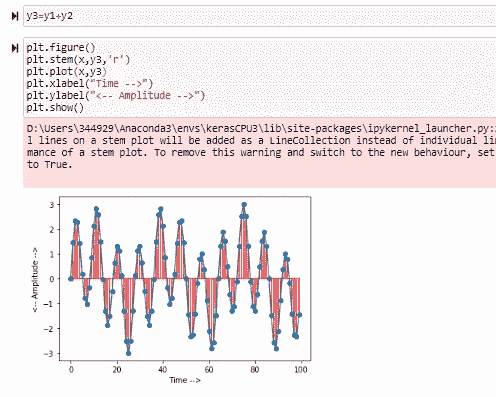 y3=y1+y2
plt.figure()
plt.stem(x,y3,'r')
plt.plot(x,y3)
plt.xlabel("Time -->")
plt.ylabel("<-- Amplitude -->")
plt.show()
D:\Users\344929\Anaconda3\envs\kerasCPU3\lib\site-packages\ipykernel_launcher.py:
l lines on a stem plot will be added as a LineCollection instead of individual lin
mance of a stem plot. To remove this warning and switch to the new behaviour, set
to True.
3
2
1
0
−1
−2
−3
<-- Amplitude -->
0 20 40 60 80 100
Time -->